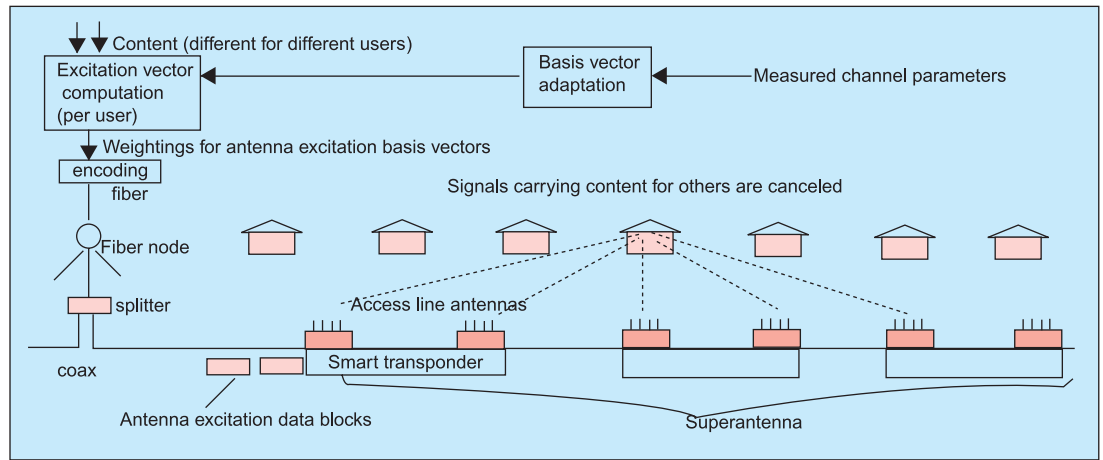 Content (different for different users)
Excitation vector
computation
(per user)
Basis vector
adaptation
Measured channel parameters
Weightings for antenna excitation basis vectors
encoding
fiber
Signals carrying content for others are canceled
Fiber node
splitter
Access line antennas
coax
Smart transponder
Antenna excitation data blocks
Superantenna